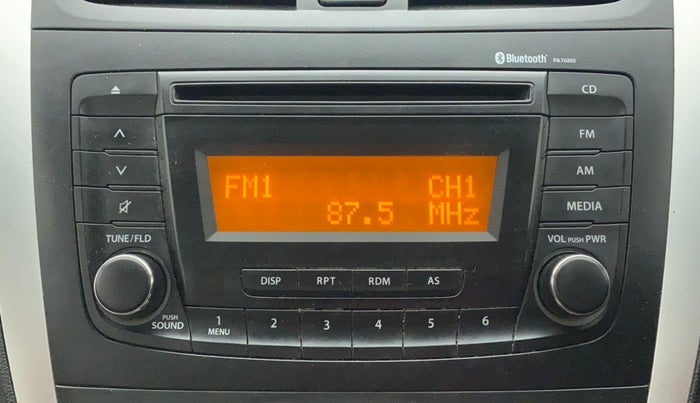 Bluetooth PA76M0
CD
FM
AM
MEDIA
FM1 CH1
87.5 MHz
TUNE/FLD
VOL PUSH PWR
DISP RPT RDM AS
PUSH
SOUND
1 2 3 4 5 6
MENU